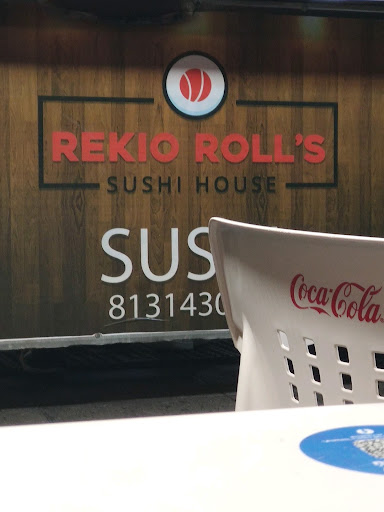 REKIO ROLL'S
SUSHI HOUSE
SUS
8131430
Coca-Cola